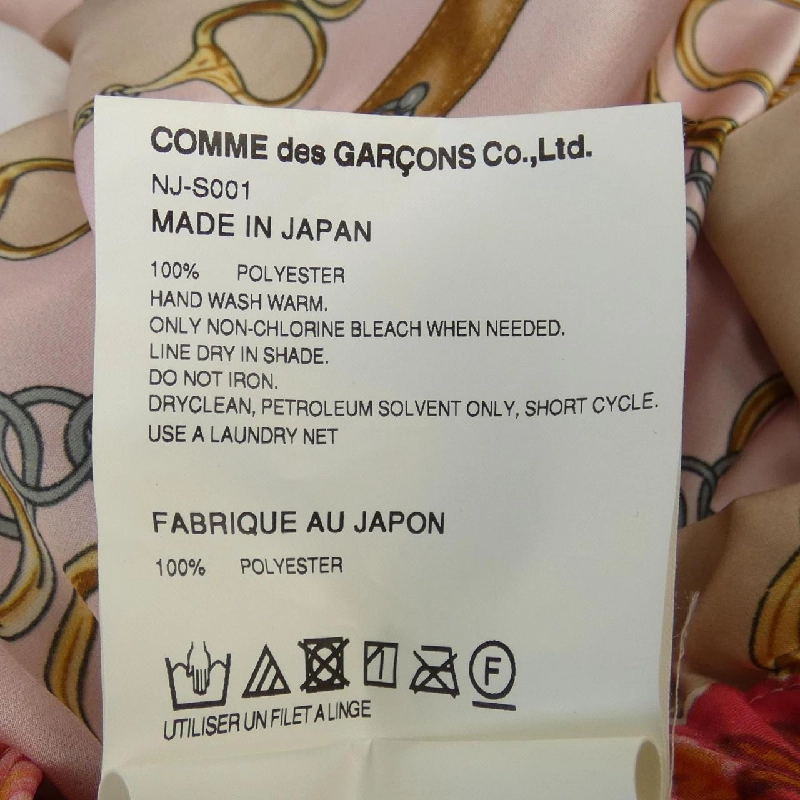 COMME des GARÇONS Co.,Ltd.
NJ-S001
MADE IN JAPAN
100% POLYESTER
HAND WASH WARM.
ONLY NON-CHLORINE BLEACH WHEN NEEDED.
LINE DRY IN SHADE.
DO NOT IRON.
DRYCLEAN, PETROLEUM SOLVENT ONLY, SHORT CYCLE.
USE A LAUNDRY NET
FABRIQUE AU JAPON
100% POLYESTER
F
UTILISER UN FILET A LINGE